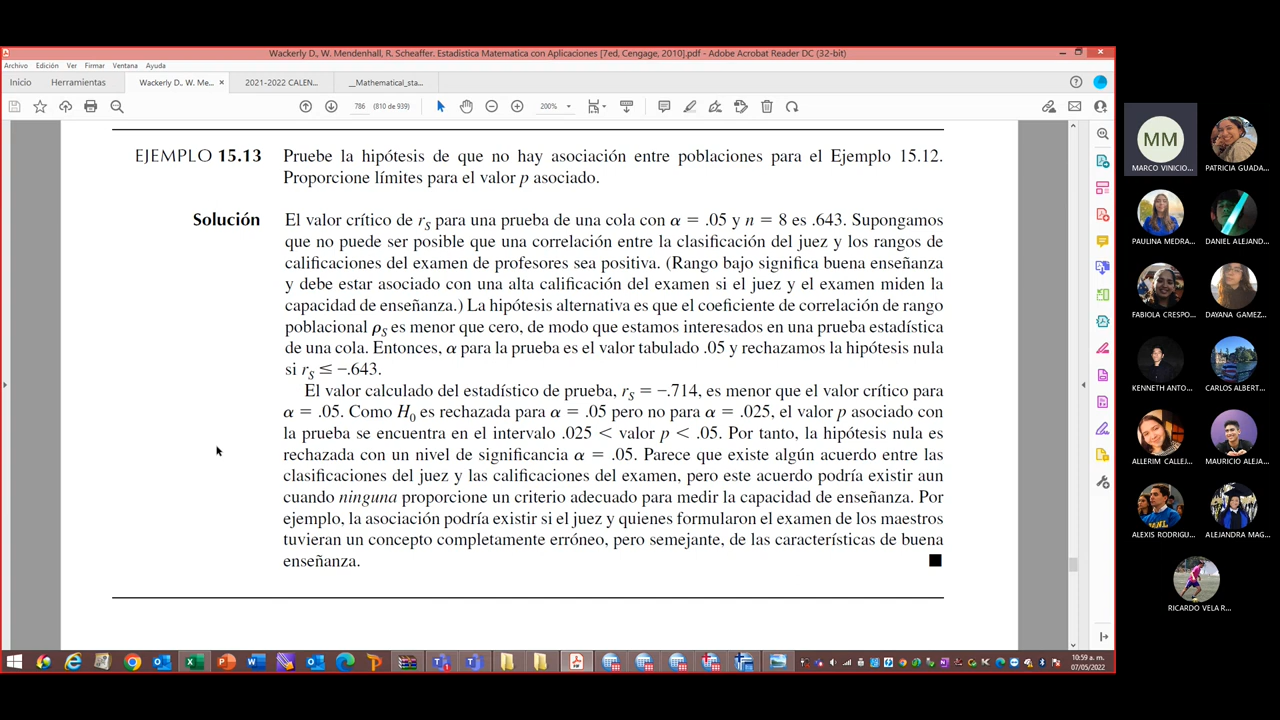 Wackerly D., W. Mendenhall, R. Scheaffer. Estadística Matematica con Aplicaciones [7ed, Cengage, 2010].pdf - Adobe Acrobat Reader DC (32-bit)
Archivo Edición Ver Firmar Ventana Ayuda
Inicio Herramientas Wackerly D., W. Me... × 2021-2022 CALEN... __Mathematical_sta...
786 (810 de 939) 200%
EJEMPLO 15.13 Pruebe la hipótesis de que no hay asociación entre poblaciones para el Ejemplo 15.12.
Proporcione límites para el valor p asociado.
Solución El valor crítico de rS para una prueba de una cola con α = .05 y n = 8 es .643. Supongamos
que no puede ser posible que una correlación entre la clasificación del juez y los rangos de
calificaciones del examen de profesores sea positiva. (Rango bajo significa buena enseñanza
y debe estar asociado con una alta calificación del examen si el juez y el examen miden la
capacidad de enseñanza.) La hipótesis alternativa es que el coeficiente de correlación de rango
poblacional ρS es menor que cero, de modo que estamos interesados en una prueba estadística
de una cola. Entonces, α para la prueba es el valor tabulado .05 y rechazamos la hipótesis nula
si rS ≤ −.643.
El valor calculado del estadístico de prueba, rS = −.714, es menor que el valor crítico para
α = .05. Como H0 es rechazada para α = .05 pero no para α = .025, el valor p asociado con
la prueba se encuentra en el intervalo .025 < valor p < .05. Por tanto, la hipótesis nula es
rechazada con un nivel de significancia α = .05. Parece que existe algún acuerdo entre las
clasificaciones del juez y las calificaciones del examen, pero este acuerdo podría existir aun
cuando ninguna proporcione un criterio adecuado para medir la capacidad de enseñanza. Por
ejemplo, la asociación podría existir si el juez y quienes formularon el examen de los maestros
tuvieran un concepto completamente erróneo, pero semejante, de las características de buena
enseñanza.
MM
MARCO VINICIO... PATRICIA GUADA...
PAULINA MEDRA... DANIEL ALEJAND...
FABIOLA CRESPO... DAYANA GAMEZ...
KENNETH ANTO... CARLOS ALBERT...
ALLERIM CALLEJ... MAURICIO ALEJA...
ALEXIS RODRIGU... ALEJANDRA MAG...
RICARDO VELA R...
10:59 a. m.
07/05/2022